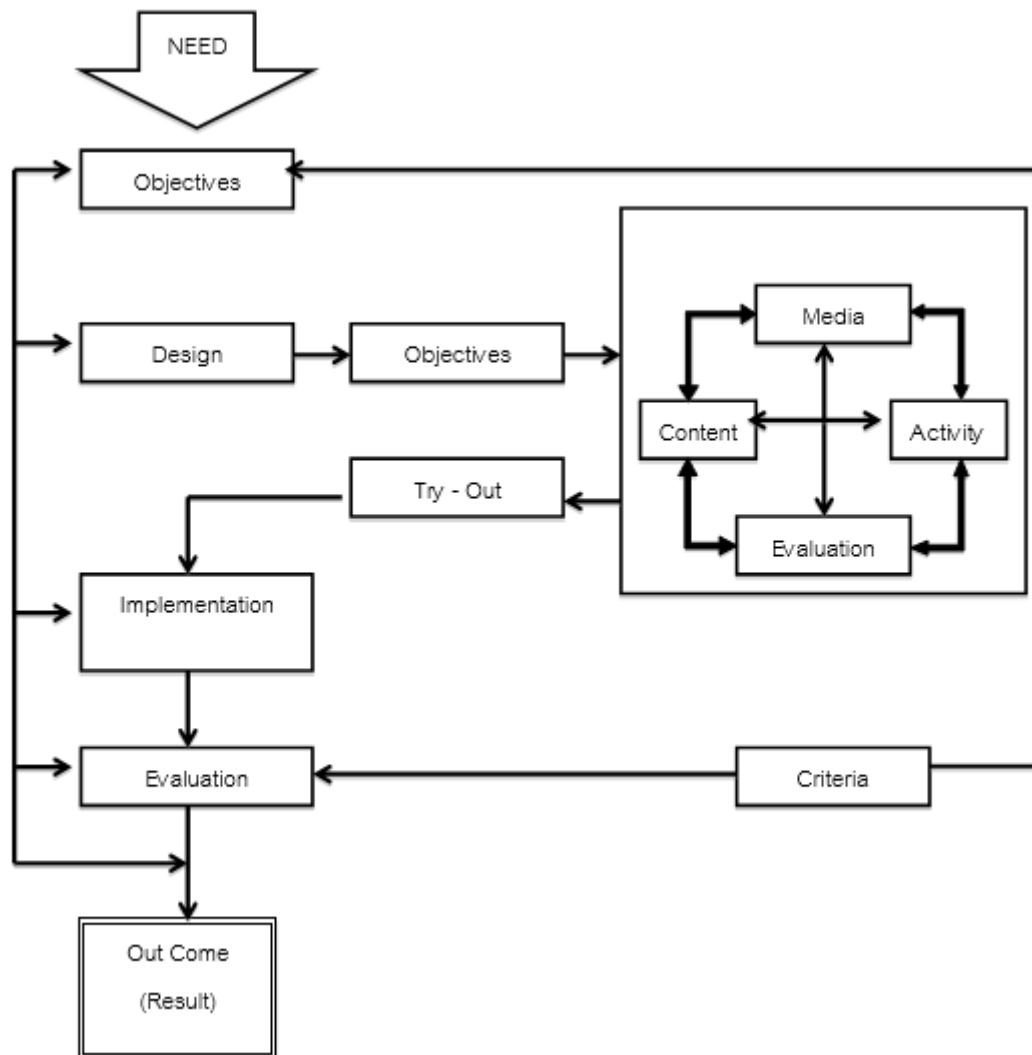 NEED
Objectives
Media
Design
Objectives
Content
Activity
Try - Out
Evaluation
Implementation
Evaluation
Criteria
Out Come
(Result)